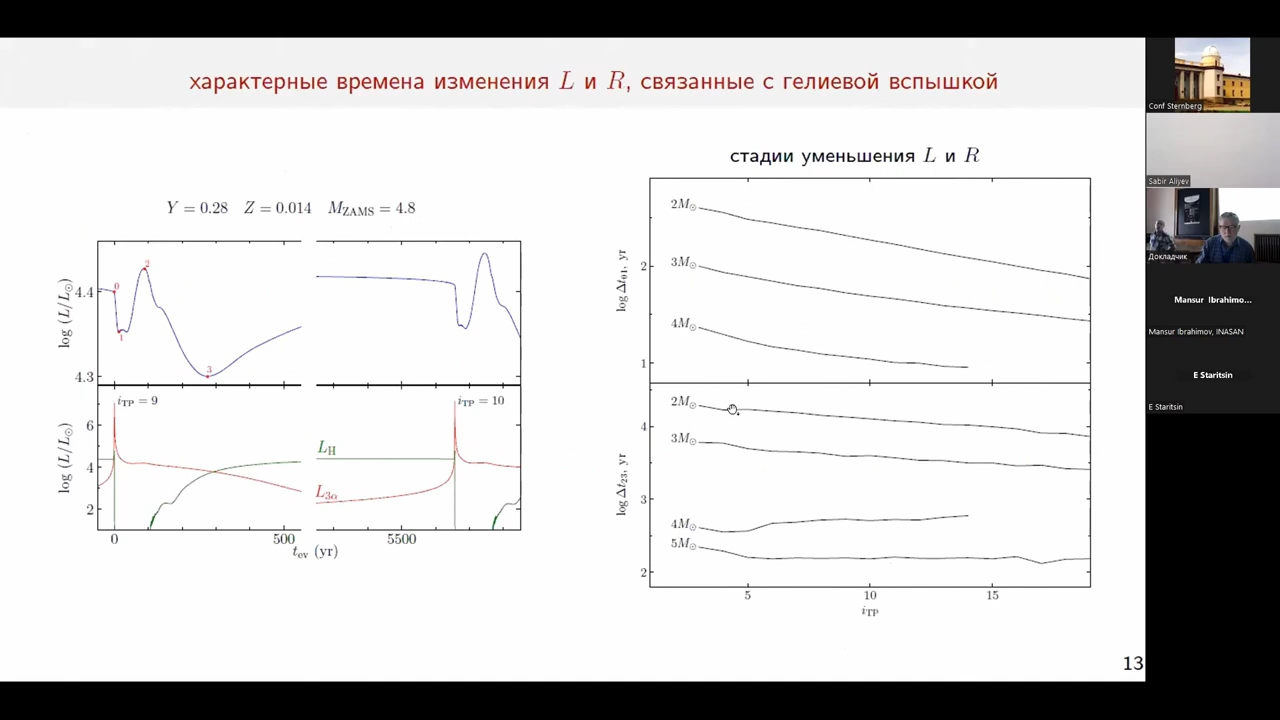 характерные времена изменения L и R, связанные с гелиевой вспышкой
Y = 0.28 Z = 0.014 M_ZAMS = 4.8
log (L/L⊙)
4.4
4.3
0
1
2
3
log (L/L⊙)
6
4
2
i_TP = 9
i_TP = 10
L_H
L_3α
0
500
5500
t_ev (yr)
стадии уменьшения L и R
log Δt_01, yr
2
1
2M⊙
3M⊙
4M⊙
log Δt_23, yr
4
3
2
2M⊙
3M⊙
4M⊙
5M⊙
5
10
15
i_TP
13
Conf Sternberg
Sabir Aliyev
Докладчик
Mansur Ibrahimo...
Mansur Ibrahimov, INASAN
E Staritsin
E Staritsin